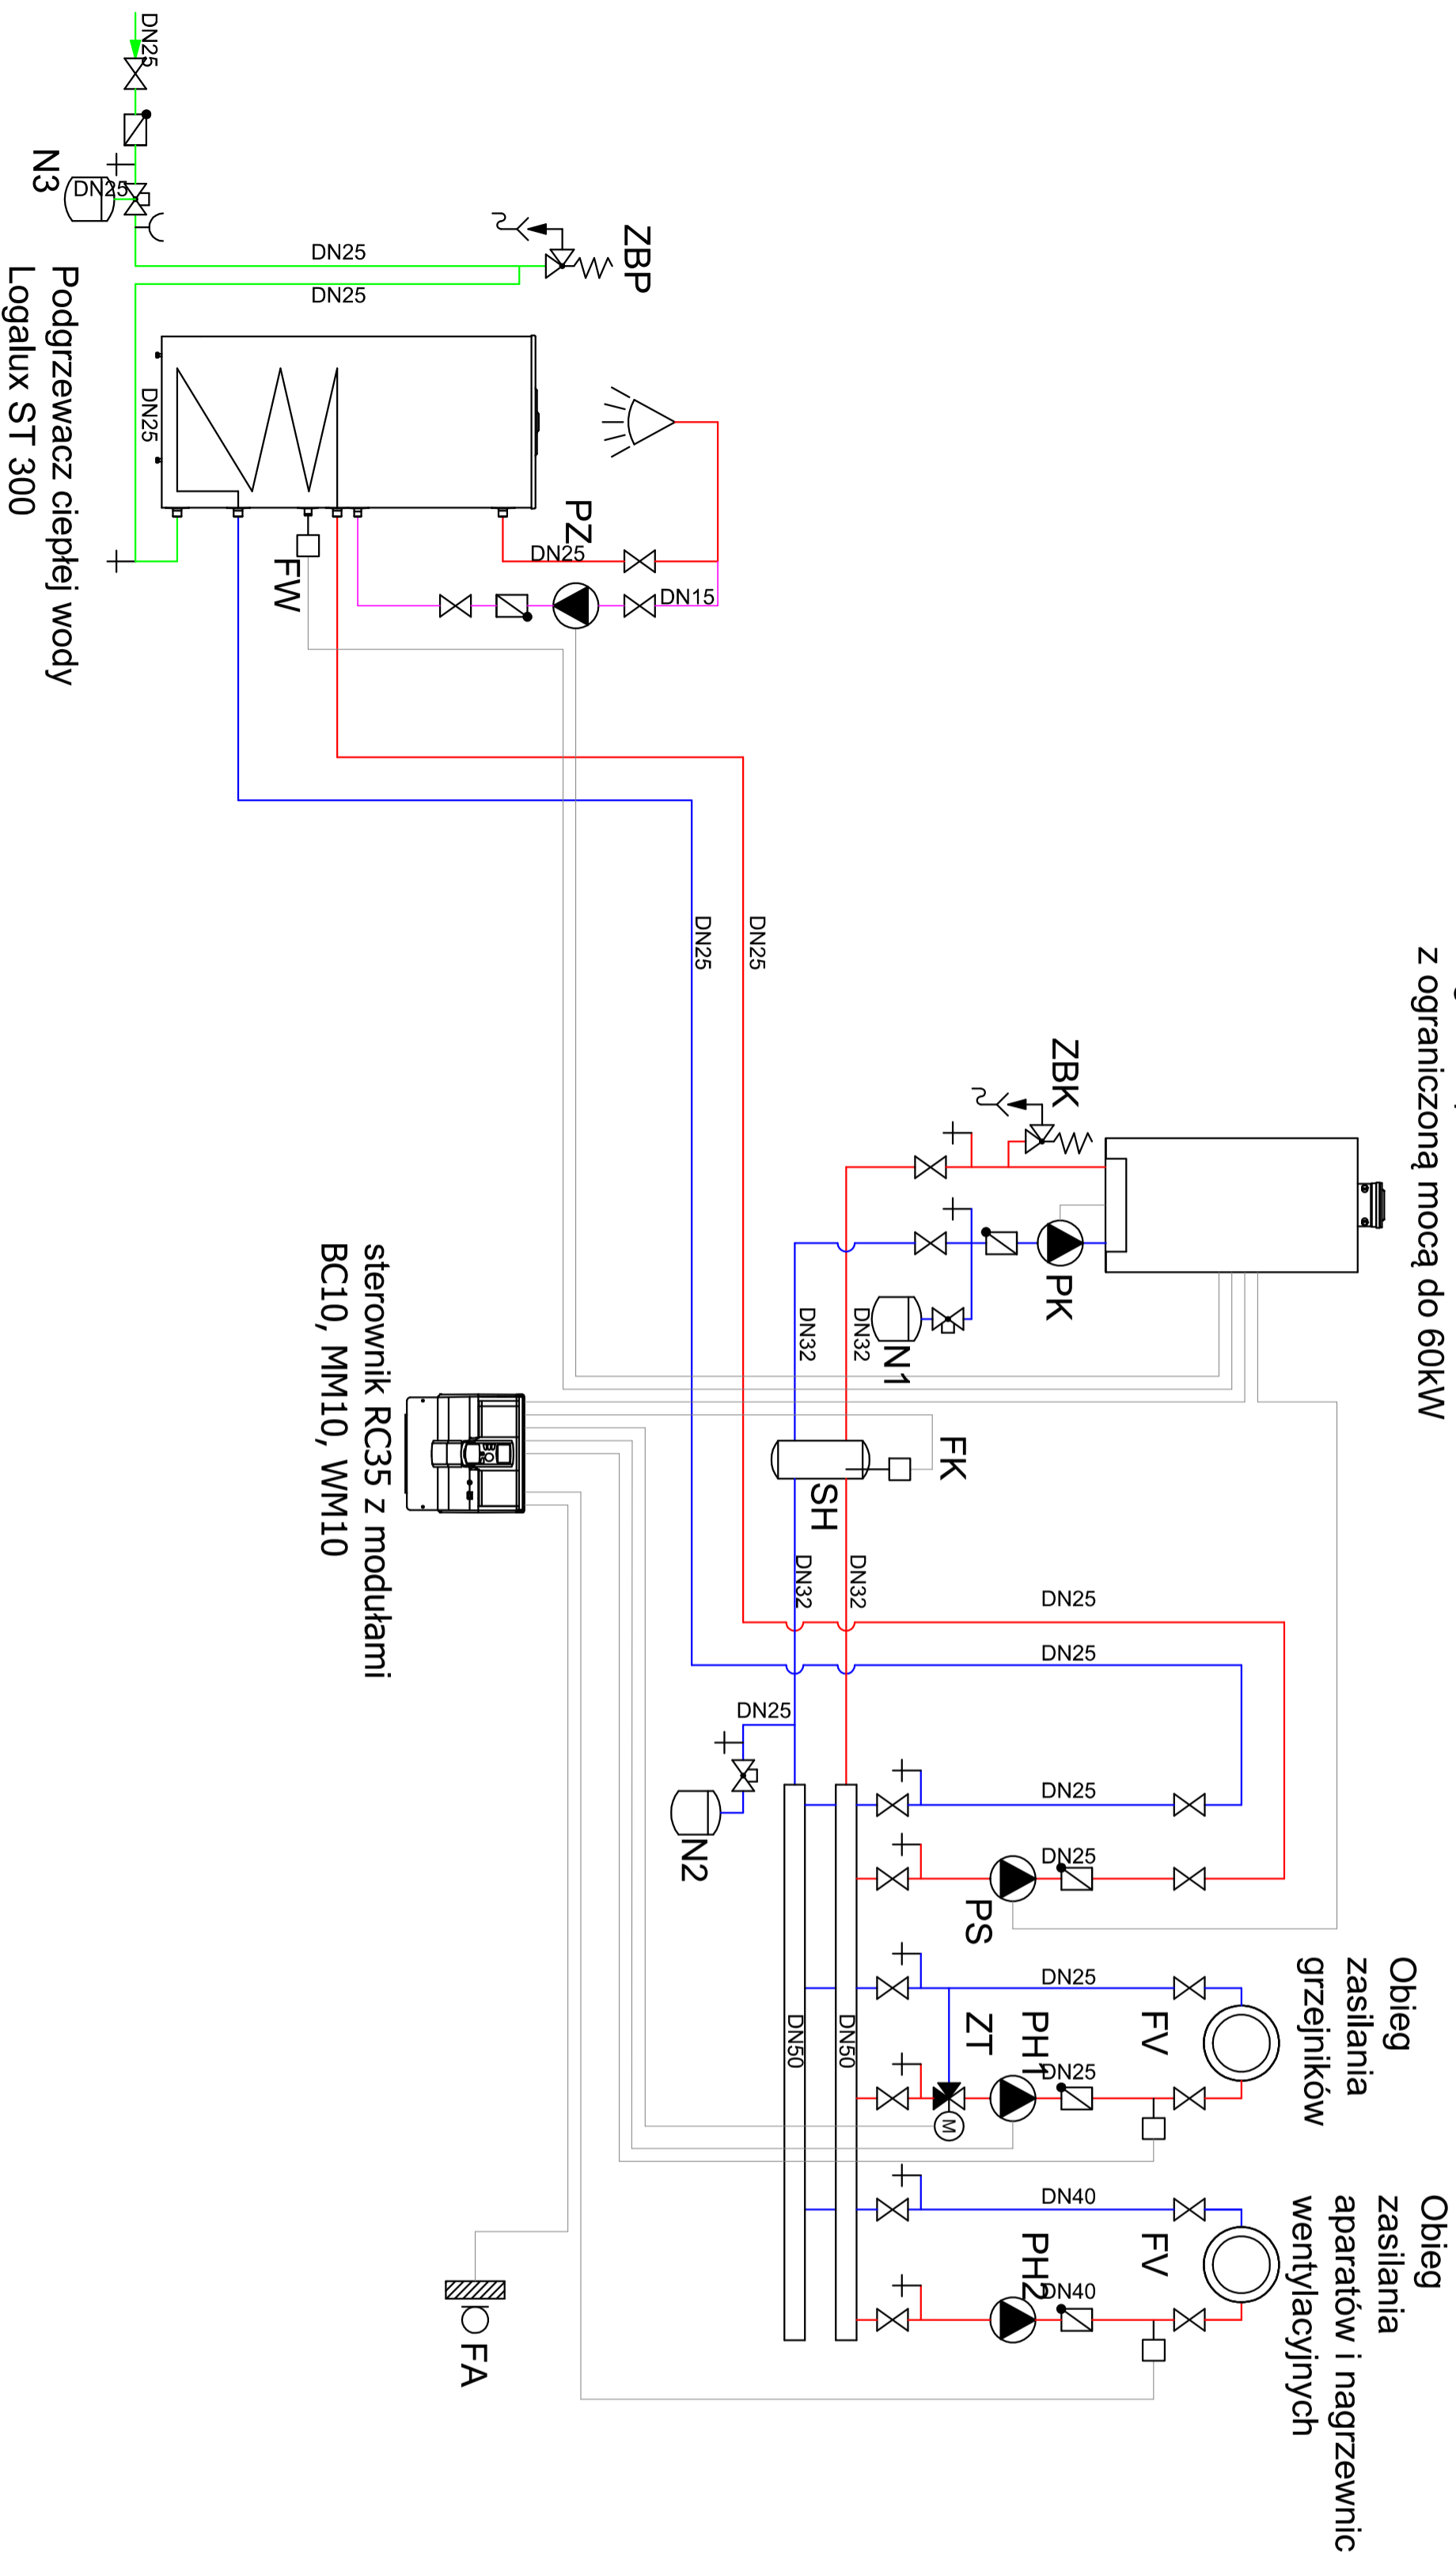 z ograniczoną mocą do 60kW
Obieg
zasilania
grzejników
Obieg
zasilania
aparatów i nagrzewnic
wentylacyjnych
FV
FV
DN25
DN25
DN25
DN25
DN25
DN25
DN40
DN40
PS
PH1
PH2
ZT
M
ZBK
PK
N1
FK
DN32
DN32
SH
DN32
DN32
DN50
DN50
DN25
N2
DN25
DN25
ZBP
PZ
DN25
DN15
FW
DN25
DN25
DN25
DN25
DN25
N3
Podgrzewacz ciepłej wody
Logalux ST 300
sterownik RC35 z modułami
BC10, MM10, WM10
FA